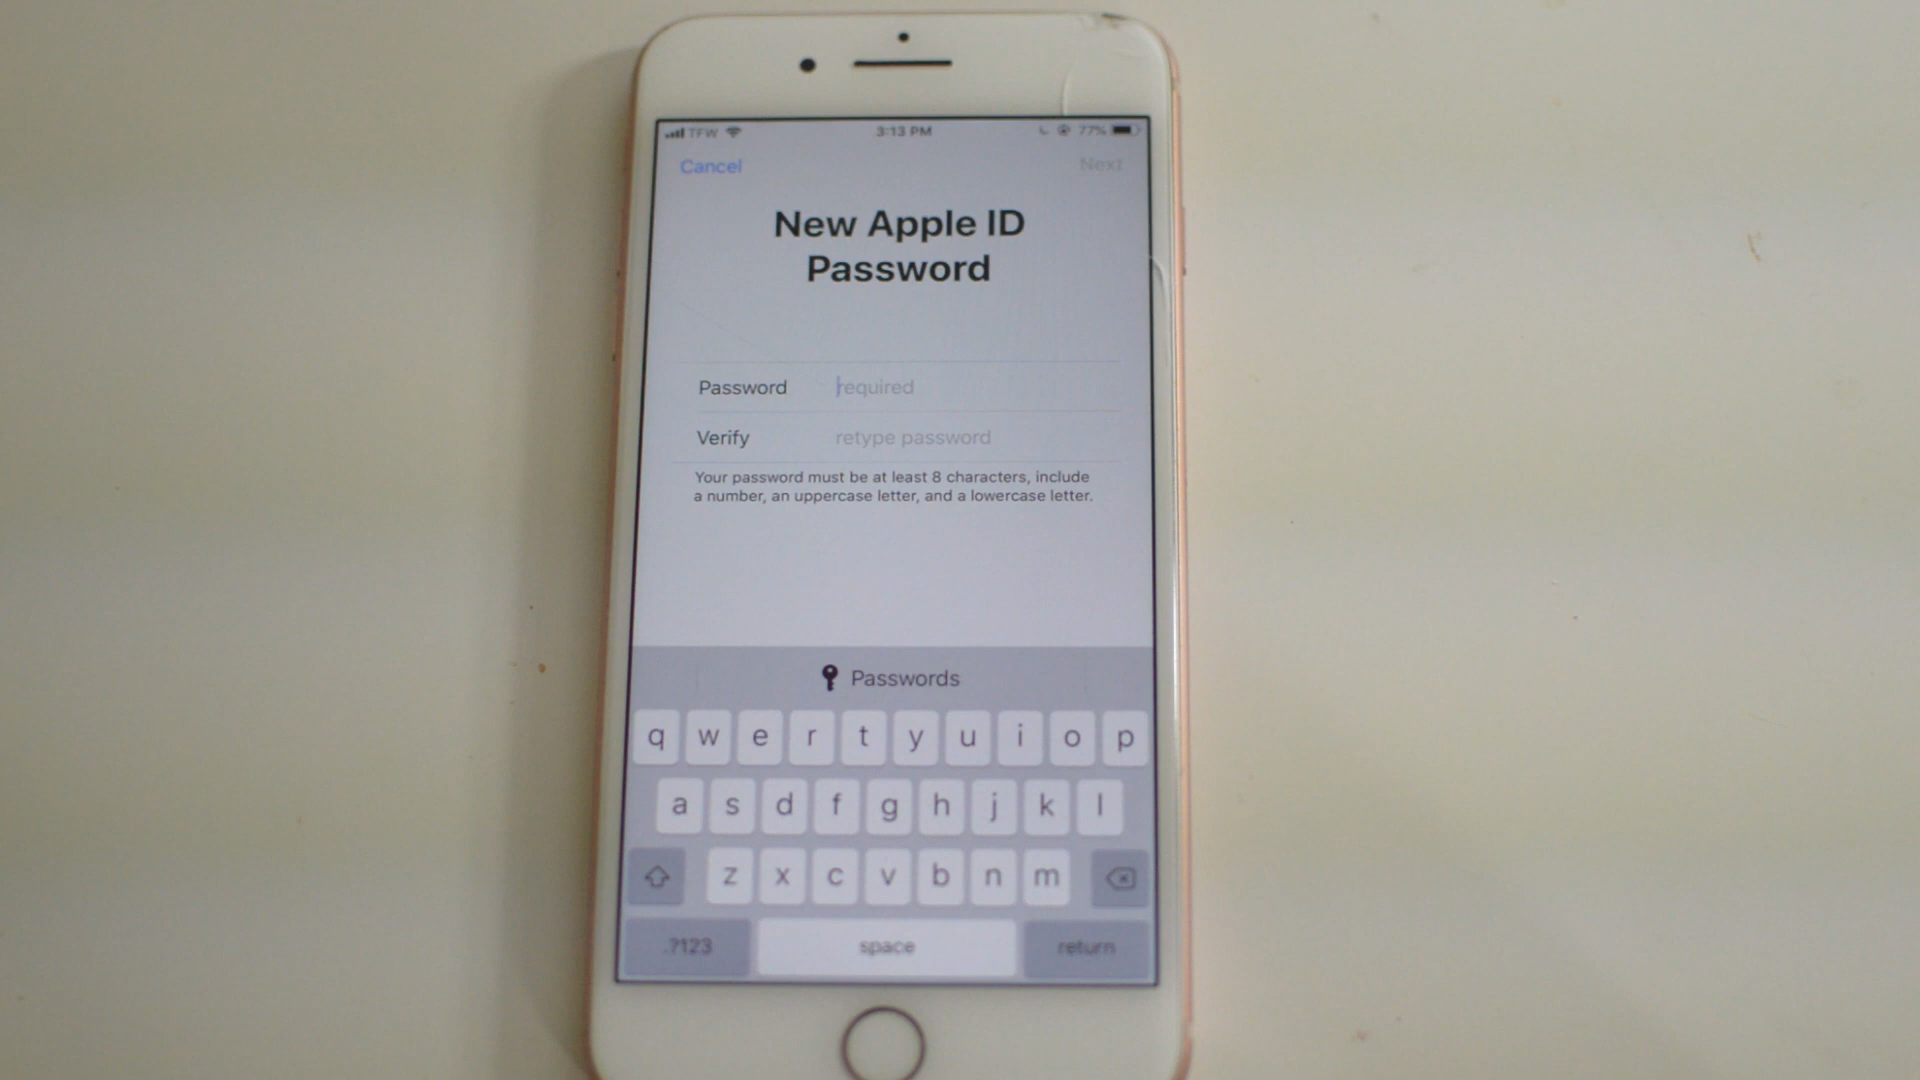 TFW 3:13 PM 77%
Cancel Next
New Apple ID
Password
Password required
Verify retype password
Your password must be at least 8 characters, include
a number, an uppercase letter, and a lowercase letter.
Passwords
q w e r t y u i o p
a s d f g h j k l
z x c v b n m
.?123 space return